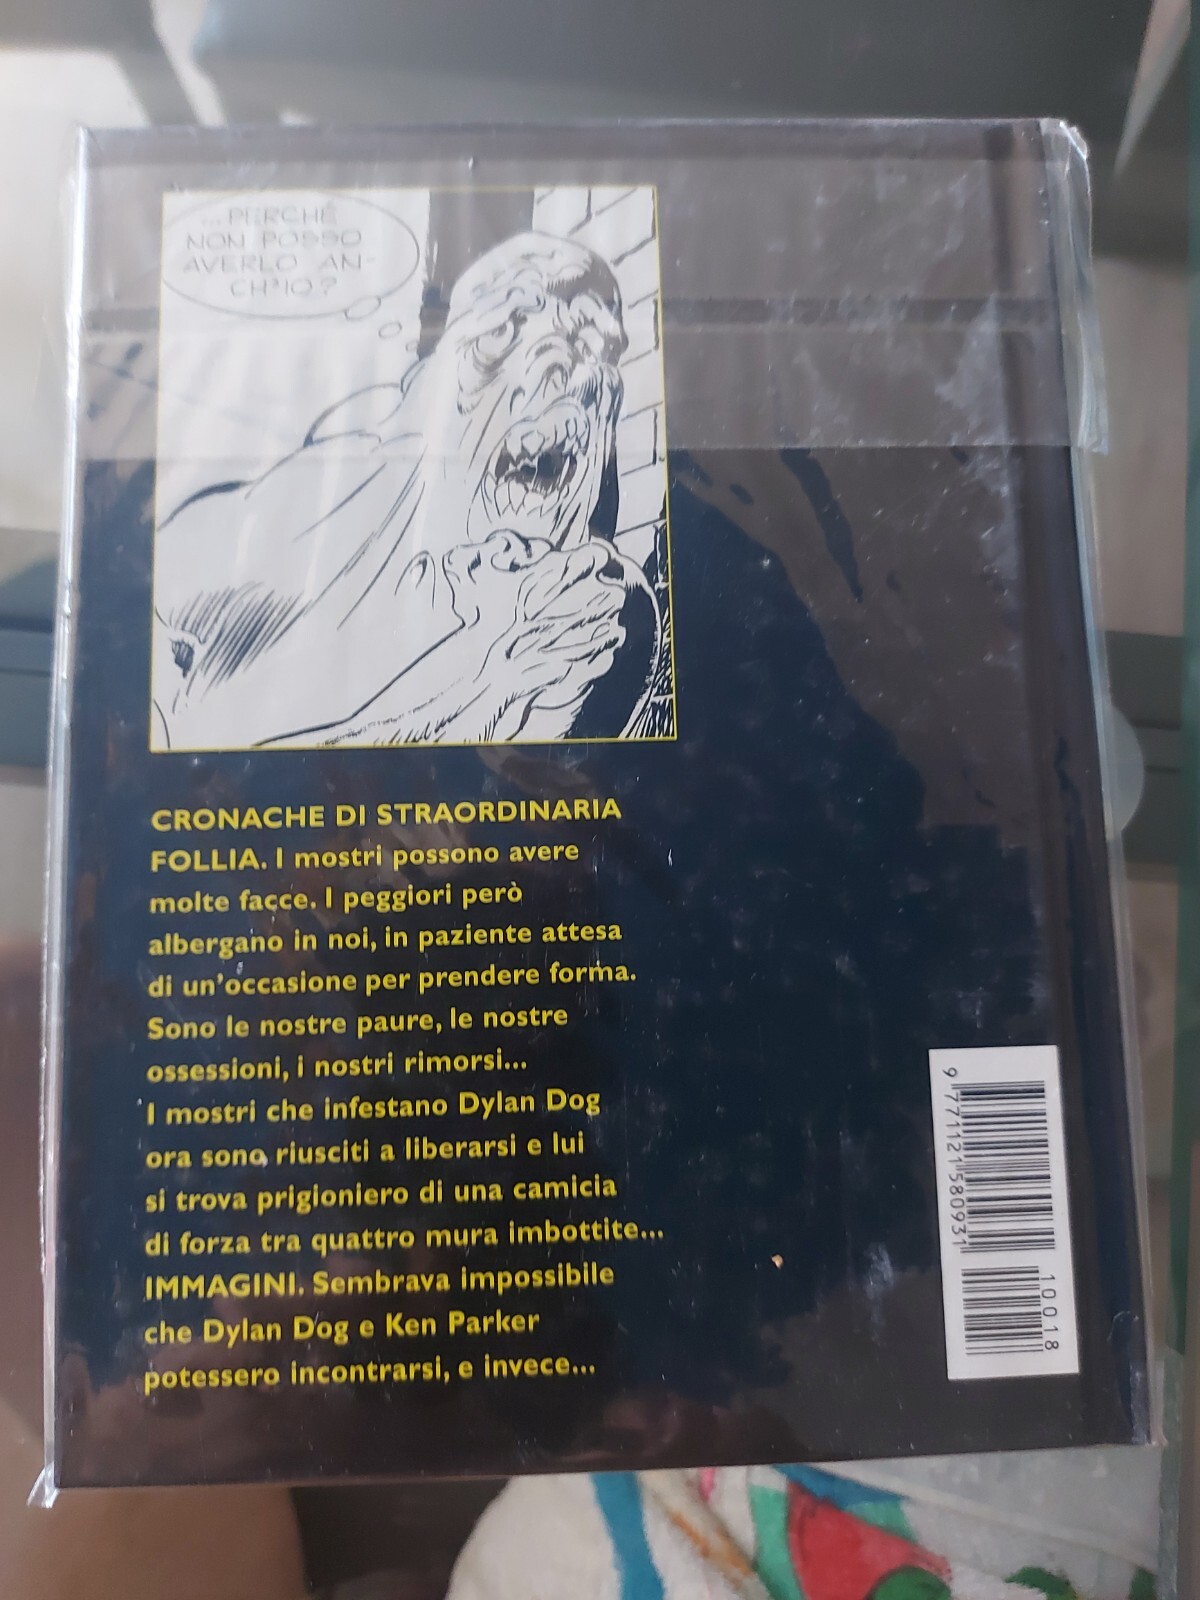 ...PERCHÉ
NON POSSO
AVERLO AN-
CH'IO?
CRONACHE DI STRAORDINARIA
FOLLIA. I mostri possono avere
molte facce. I peggiori però
albergano in noi, in paziente attesa
di un'occasione per prendere forma.
Sono le nostre paure, le nostre
ossessioni, i nostri rimorsi...
I mostri che infestano Dylan Dog
ora sono riusciti a liberarsi e lui
si trova prigioniero di una camicia
di forza tra quattro mura imbottite...
IMMAGINI. Sembrava impossibile
che Dylan Dog e Ken Parker
potessero incontrarsi, e invece...
9 771121 580931
10018